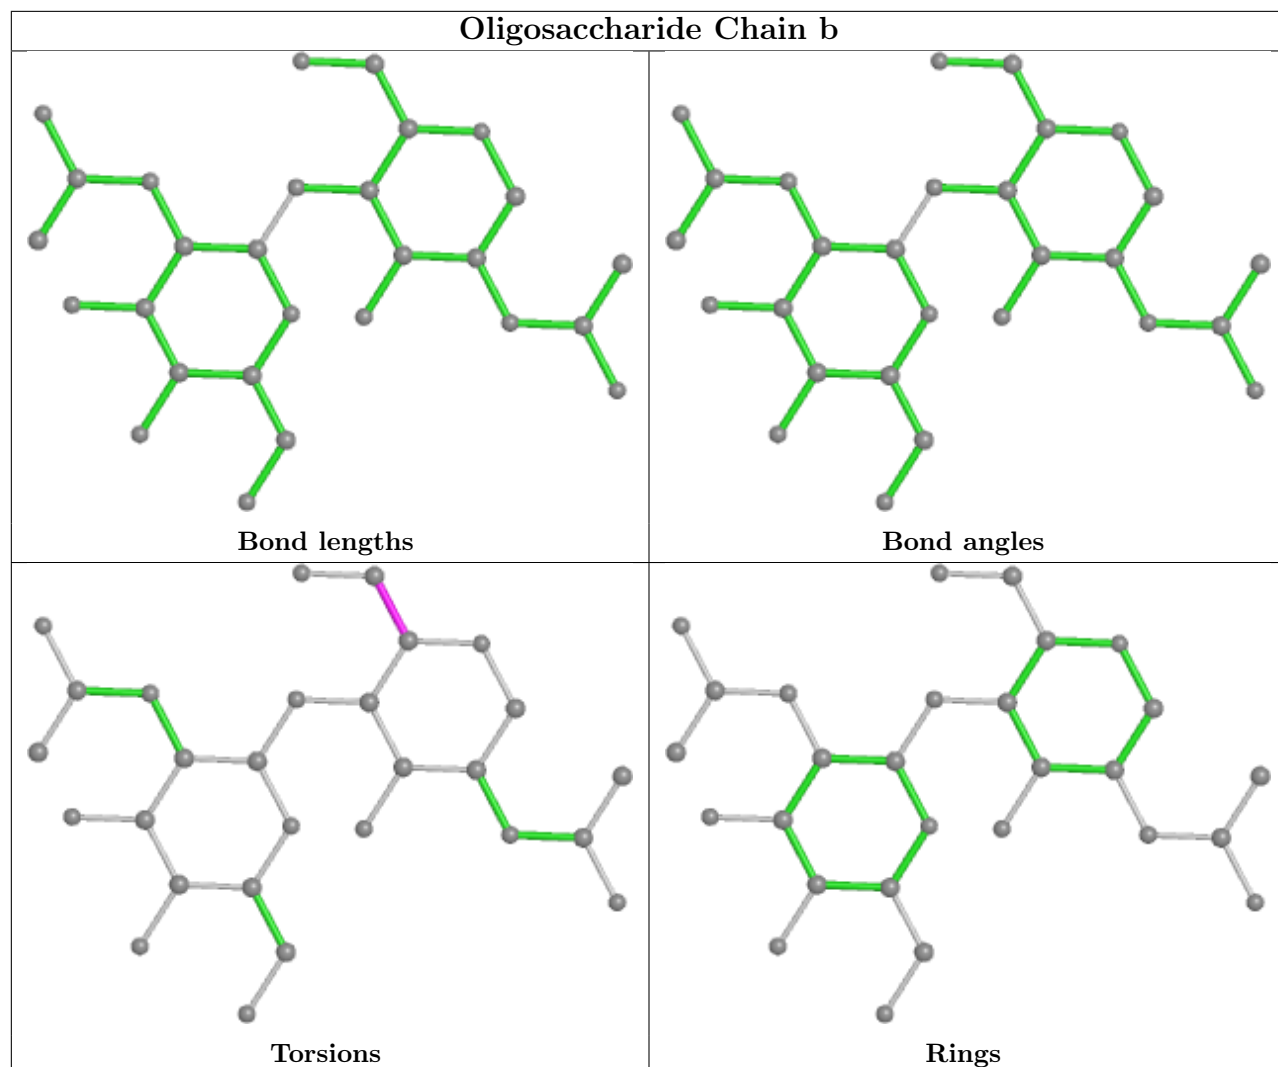 Oligosaccharide Chain b
Bond lengths
Bond angles
Torsions
Rings